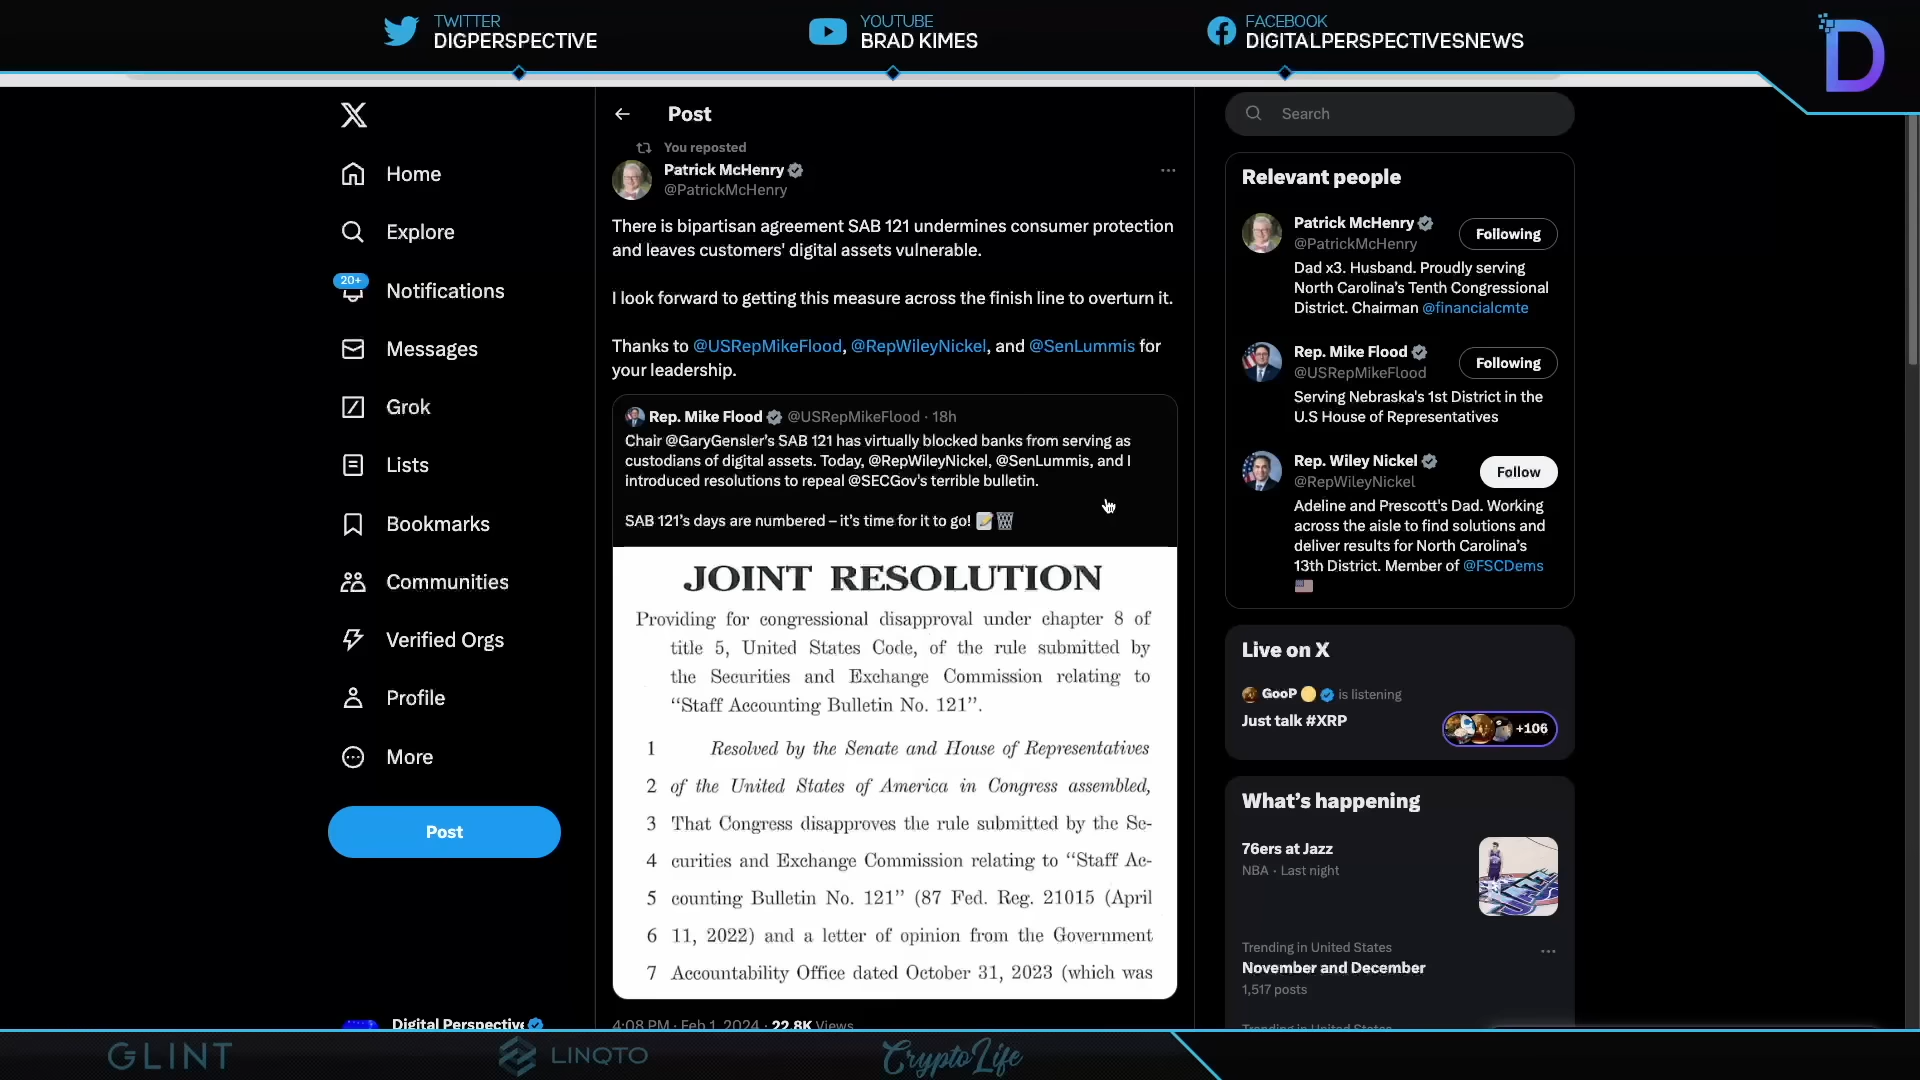 TWITTER
DIGPERSPECTIVE
YOUTUBE
BRAD KIMES
FACEBOOK
DIGITALPERSPECTIVESNEWS
D
Home
Explore
20+
Notifications
Messages
Grok
Lists
Bookmarks
Communities
Verified Orgs
Profile
More
Post
Digital Perspective
Post
You reposted
Patrick McHenry
@PatrickMcHenry
There is bipartisan agreement SAB 121 undermines consumer protection
and leaves customers' digital assets vulnerable.
I look forward to getting this measure across the finish line to overturn it.
Thanks to @USRepMikeFlood, @RepWileyNickel, and @SenLummis for
your leadership.
Rep. Mike Flood @USRepMikeFlood · 18h
Chair @GaryGensler's SAB 121 has virtually blocked banks from serving as
custodians of digital assets. Today, @RepWileyNickel, @SenLummis, and I
introduced resolutions to repeal @SECGov's terrible bulletin.
SAB 121's days are numbered – it's time for it to go! 📝🗑️
JOINT RESOLUTION
Providing for congressional disapproval under chapter 8 of
title 5, United States Code, of the rule submitted by
the Securities and Exchange Commission relating to
“Staff Accounting Bulletin No. 121”.
1 Resolved by the Senate and House of Representatives
2 of the United States of America in Congress assembled,
3 That Congress disapproves the rule submitted by the Se-
4 curities and Exchange Commission relating to “Staff Ac-
5 counting Bulletin No. 121” (87 Fed. Reg. 21015 (April
6 11, 2022) and a letter of opinion from the Government
7 Accountability Office dated October 31, 2023 (which was
4:08 PM · Feb 1, 2024 · 22.8K Views
Search
Relevant people
Patrick McHenry
@PatrickMcHenry
Following
Dad x3. Husband. Proudly serving
North Carolina's Tenth Congressional
District. Chairman @financialcmte
Rep. Mike Flood
@USRepMikeFlood
Following
Serving Nebraska's 1st District in the
U.S House of Representatives
Rep. Wiley Nickel
@RepWileyNickel
Follow
Adeline and Prescott's Dad. Working
across the aisle to find solutions and
deliver results for North Carolina's
13th District. Member of @FSCDems
🇺🇸
Live on X
GooP is listening
Just talk #XRP
+106
What's happening
76ers at Jazz
NBA · Last night
Trending in United States
November and December
1,517 posts
Trending in United States
GLINT
LINQTO
CryptoLife